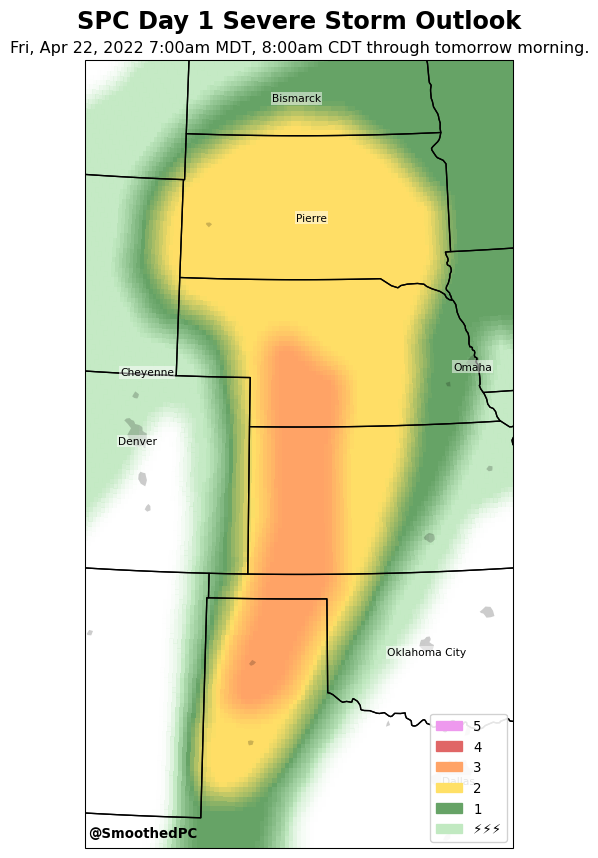 SPC Day 1 Severe Storm Outlook
Fri, Apr 22, 2022 7:00am MDT, 8:00am CDT through tomorrow morning.
Bismarck
Pierre
Omaha
Cheyenne
Denver
Oklahoma City
5
4
3
Dallas
2
1
⚡⚡⚡
@SmoothedPC